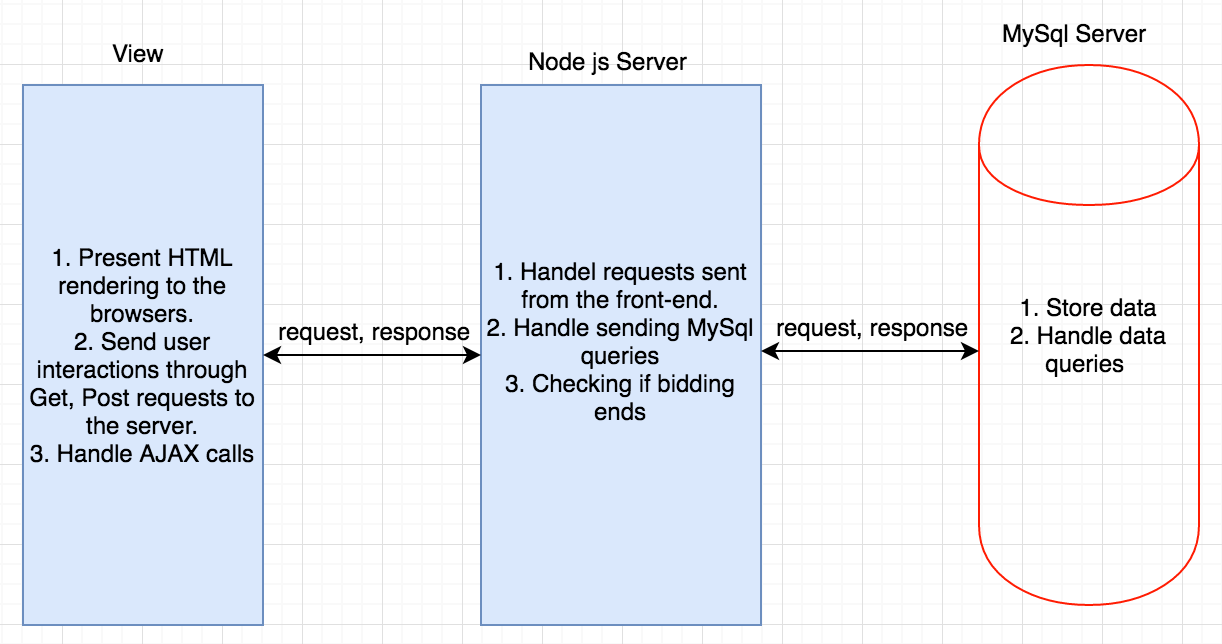 View
1. Present HTML
rendering to the
browsers.
2. Send user
interactions through
Get, Post requests to
the server.
3. Handle AJAX calls
request, response
Node js Server
1. Handel requests sent
from the front-end.
2. Handle sending MySql
queries
3. Checking if bidding
ends
request, response
MySql Server
1. Store data
2. Handle data
queries